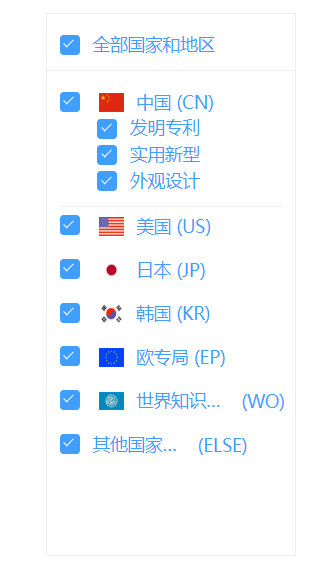 全部国家和地区
中国 (CN)
发明专利
实用新型
外观设计
美国 (US)
日本 (JP)
韩国 (KR)
欧专局 (EP)
世界知识... (WO)
其他国家... (ELSE)